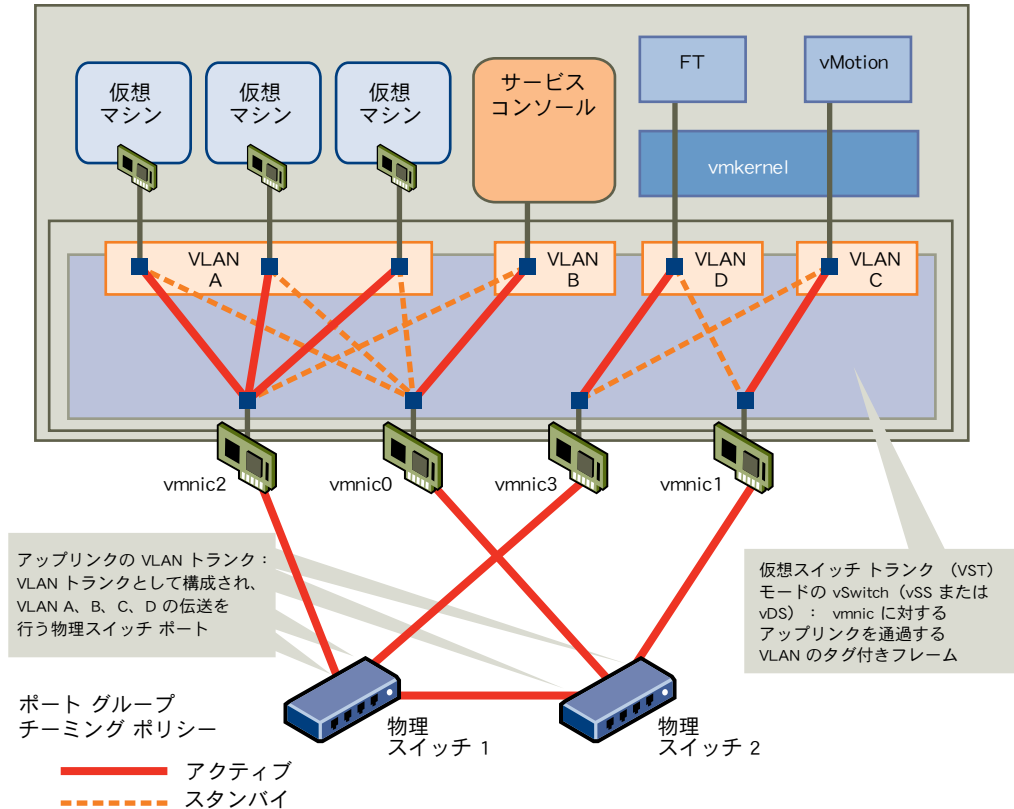 仮想
マシン
仮想
マシン
仮想
マシン
サービス
コンソール
FT
vMotion
vmkernel
VLAN
A
VLAN
B
VLAN
D
VLAN
C
vmnic2
vmnic0
vmnic3
vmnic1
アップリンクの VLAN トランク：
VLAN トランクとして構成され、
VLAN A、B、C、D の伝送を
行う物理スイッチ ポート
仮想スイッチ トランク （VST）
モードの vSwitch（vSS または
vDS）： vmnic に対する
アップリンクを通過する
VLAN のタグ付きフレーム
物理
スイッチ 1
物理
スイッチ 2
ポート グループ
チーミング ポリシー
アクティブ
スタンバイ